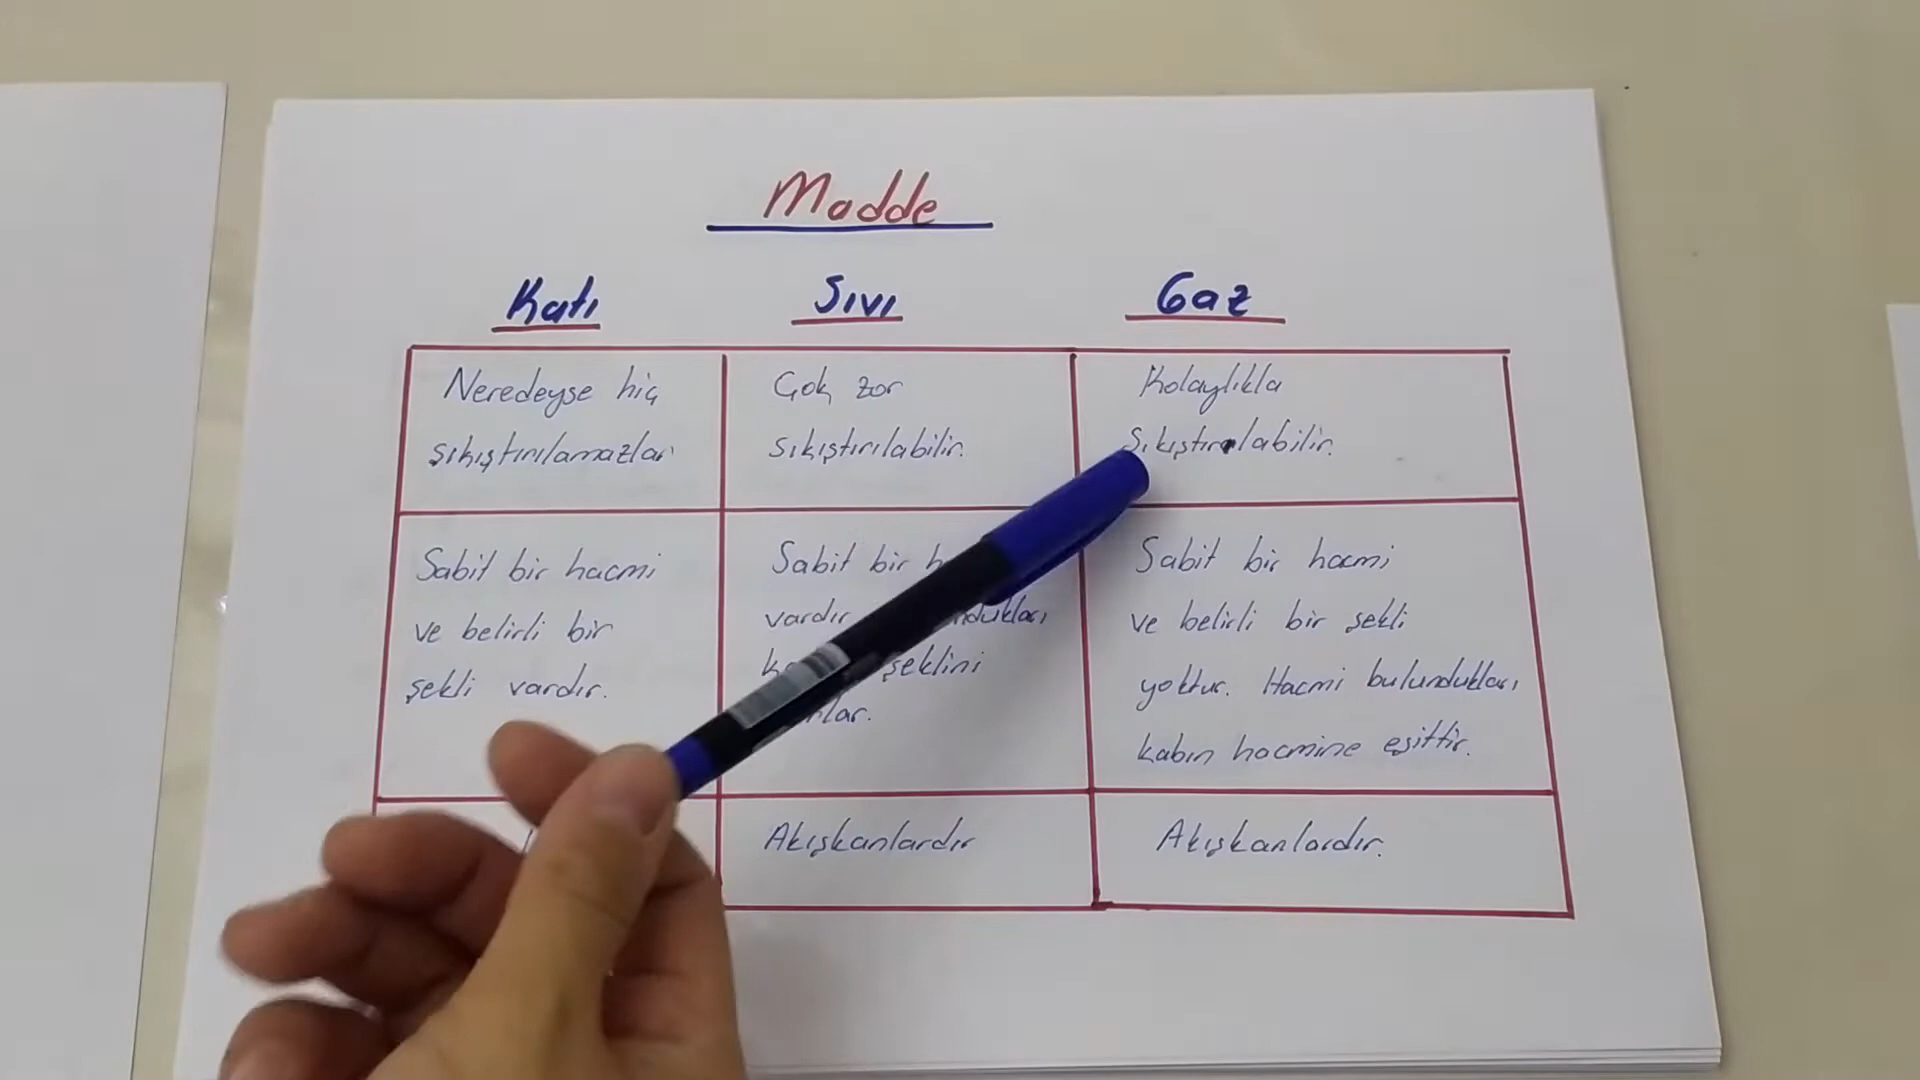 Madde
Katı
Sıvı
Gaz
Neredeyse hiç
sıkıştırılamazlar
Çok zor
sıkıştırılabilir.
Kolaylıkla
Sıkıştırılabilir.
Sabit bir hacmi
ve belirli bir
şekli vardır.
Sabit bir
vardır
şeklini
Sabit bir hacmi
ve belirli bir şekli
yoktur. Hacmi bulundukları
kabın hacmine eşittir.
Akışkanlardır
Akışkanlardır.